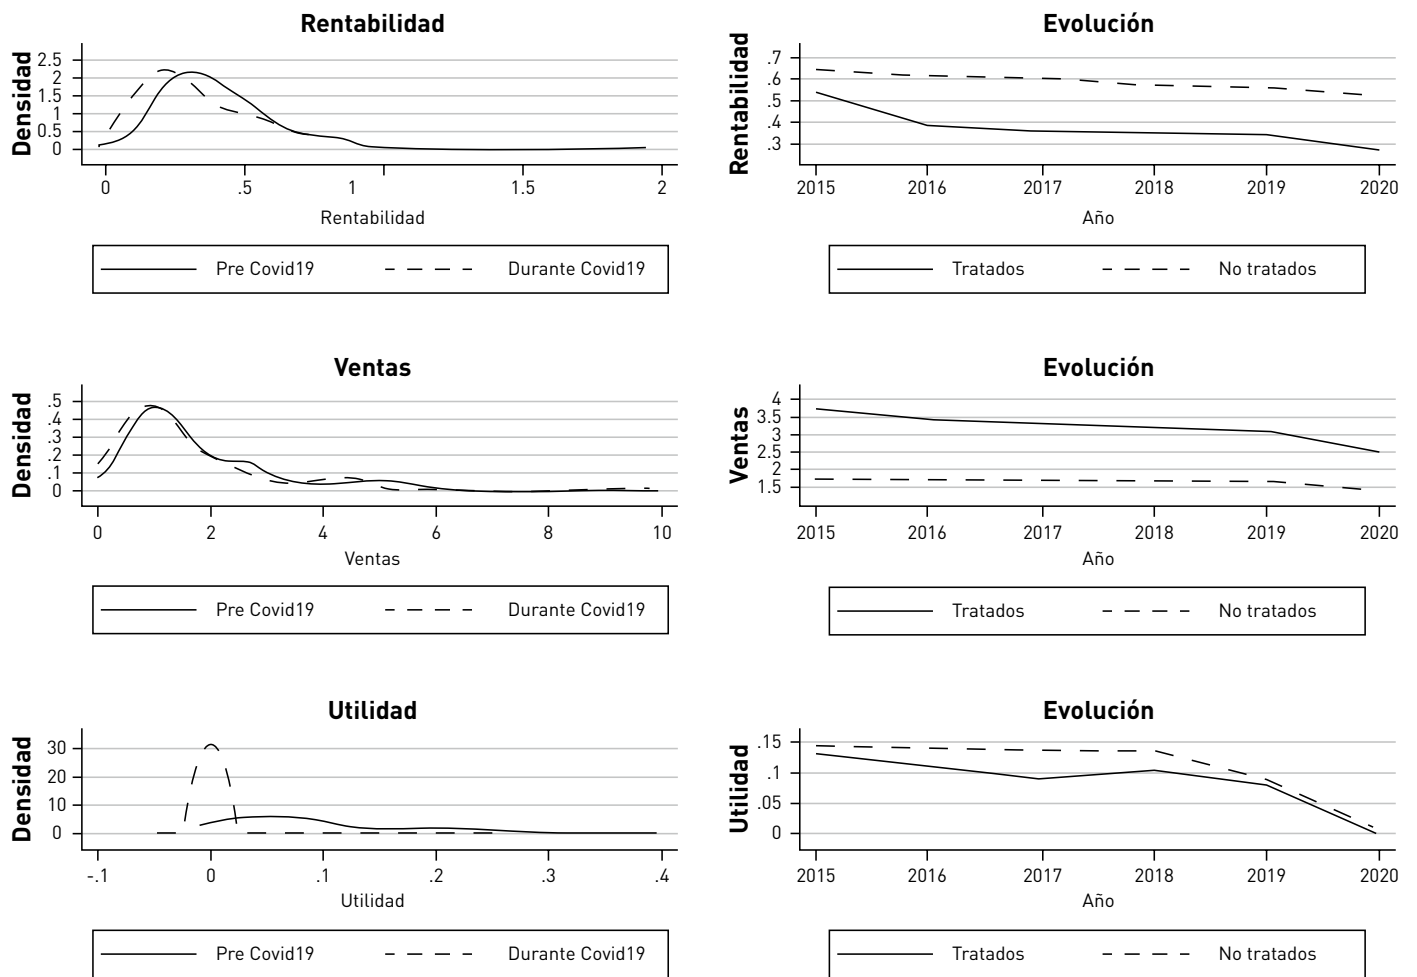 Rentabilidad
Densidad
2.5
2
1.5
1
0.5
0
0 .5 1 1.5 2
Rentabilidad
Pre Covid19 Durante Covid19
Evolución
Rentabilidad
.7
.6
.5
.4
.3
2015 2016 2017 2018 2019 2020
Año
Tratados No tratados
Ventas
Densidad
.5
.4
.3
.2
.1
0
0 2 4 6 8 10
Ventas
Pre Covid19 Durante Covid19
Evolución
Ventas
4
3.5
3
2.5
2
1.5
2015 2016 2017 2018 2019 2020
Año
Tratados No tratados
Utilidad
Densidad
30
20
10
0
-.1 0 .1 .2 .3 .4
Utilidad
Pre Covid19 Durante Covid19
Evolución
Utilidad
.15
.1
.05
0
2015 2016 2017 2018 2019 2020
Año
Tratados No tratados